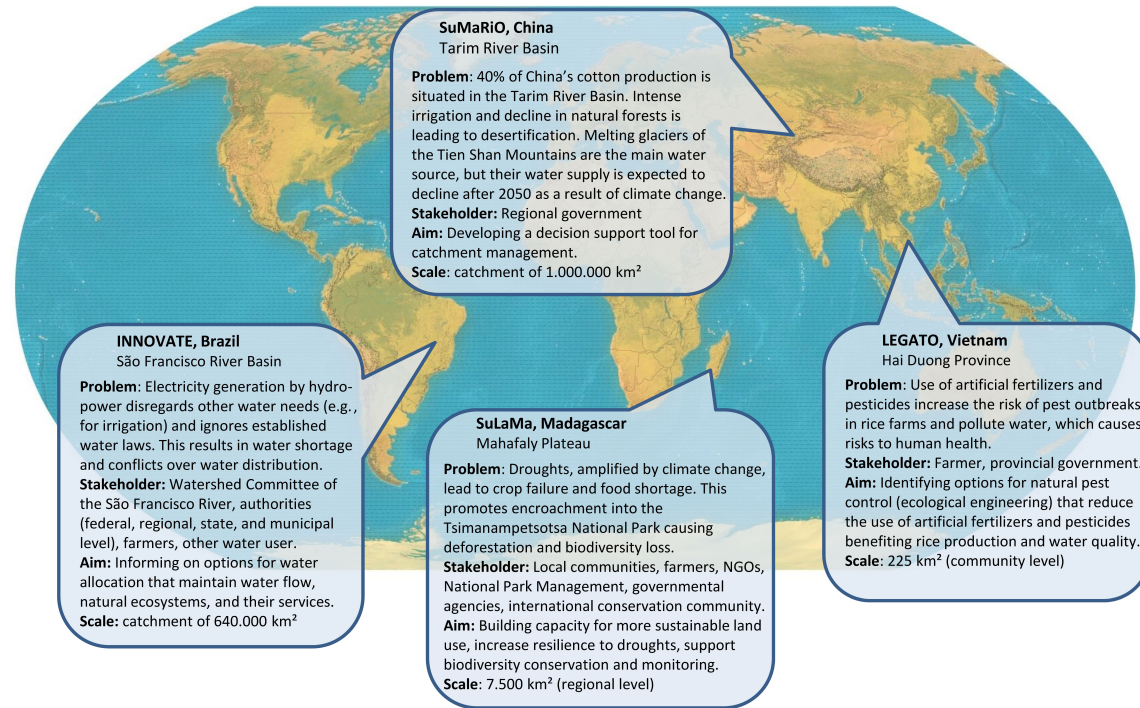 SuMaRiO, China
Tarim River Basin
Problem: 40% of China’s cotton production is
situated in the Tarim River Basin. Intense
irrigation and decline in natural forests is
leading to desertification. Melting glaciers of
the Tien Shan Mountains are the main water
source, but their water supply is expected to
decline after 2050 as a result of climate change.
Stakeholder: Regional government
Aim: Developing a decision support tool for
catchment management.
Scale: catchment of 1.000.000 km²
INNOVATE, Brazil
São Francisco River Basin
Problem: Electricity generation by hydro-
power disregards other water needs (e.g.,
for irrigation) and ignores established
water laws. This results in water shortage
and conflicts over water distribution.
Stakeholder: Watershed Committee of
the São Francisco River, authorities
(federal, regional, state, and municipal
level), farmers, other water user.
Aim: Informing on options for water
allocation that maintain water flow,
natural ecosystems, and their services.
Scale: catchment of 640.000 km²
SuLaMa, Madagascar
Mahafaly Plateau
Problem: Droughts, amplified by climate change,
lead to crop failure and food shortage. This
promotes encroachment into the
Tsimanampetsotsa National Park causing
deforestation and biodiversity loss.
Stakeholder: Local communities, farmers, NGOs,
National Park Management, governmental
agencies, international conservation community.
Aim: Building capacity for more sustainable land
use, increase resilience to droughts, support
biodiversity conservation and monitoring.
Scale: 7.500 km² (regional level)
LEGATO, Vietnam
Hai Duong Province
Problem: Use of artificial fertilizers and
pesticides increase the risk of pest outbreaks
in rice farms and pollute water, which causes
risks to human health.
Stakeholder: Farmer, provincial government.
Aim: Identifying options for natural pest
control (ecological engineering) that reduce
the use of artificial fertilizers and pesticides
benefiting rice production and water quality.
Scale: 225 km² (community level)